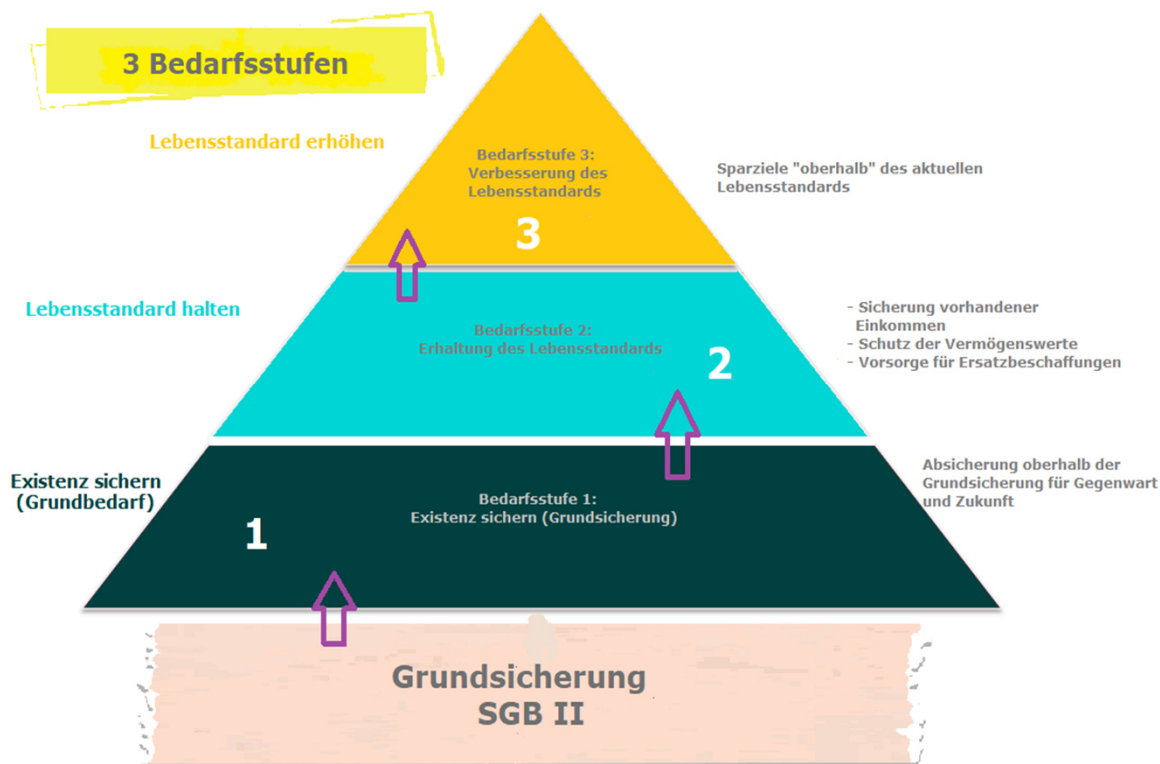 3 Bedarfsstufen
Lebensstandard erhöhen
Bedarfsstufe 3:
Verbesserung des
Lebensstandards
3
Sparziele "oberhalb" des aktuellen
Lebensstandards
Lebensstandard halten
Bedarfsstufe 2:
Erhaltung des Lebensstandards
2
- Sicherung vorhandener
Einkommen
- Schutz der Vermögenswerte
- Vorsorge für Ersatzbeschaffungen
Existenz sichern
(Grundbedarf)
Bedarfsstufe 1:
Existenz sichern (Grundsicherung)
1
Absicherung oberhalb der
Grundsicherung für Gegenwart
und Zukunft
Grundsicherung
SGB II